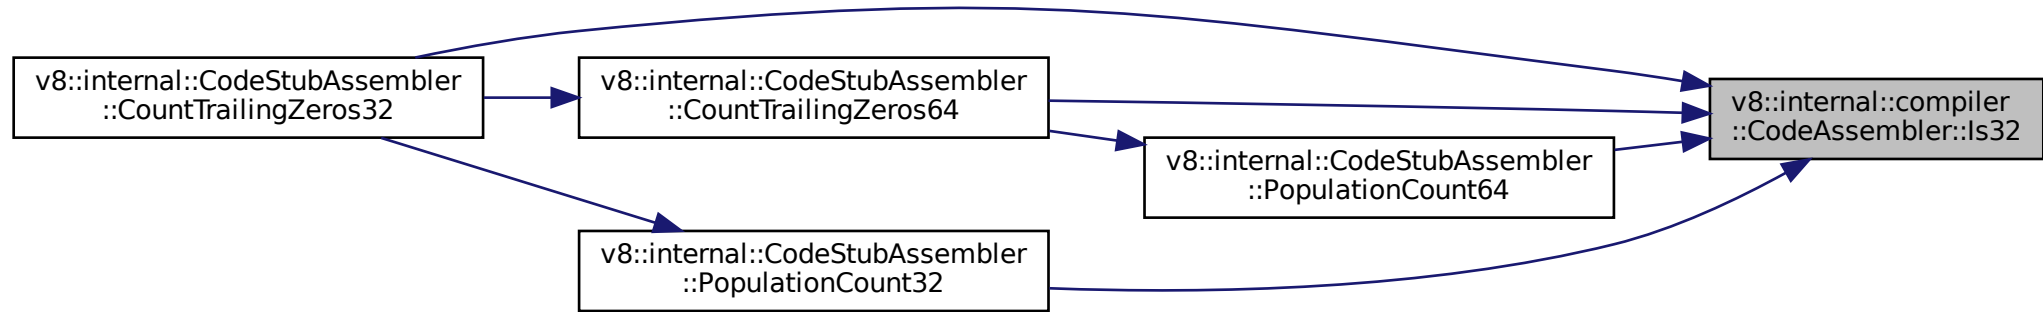 v8::internal::CodeStubAssembler
::CountTrailingZeros32
v8::internal::CodeStubAssembler
::CountTrailingZeros64
v8::internal::compiler
::CodeAssembler::Is32
v8::internal::CodeStubAssembler
::PopulationCount64
v8::internal::CodeStubAssembler
::PopulationCount32